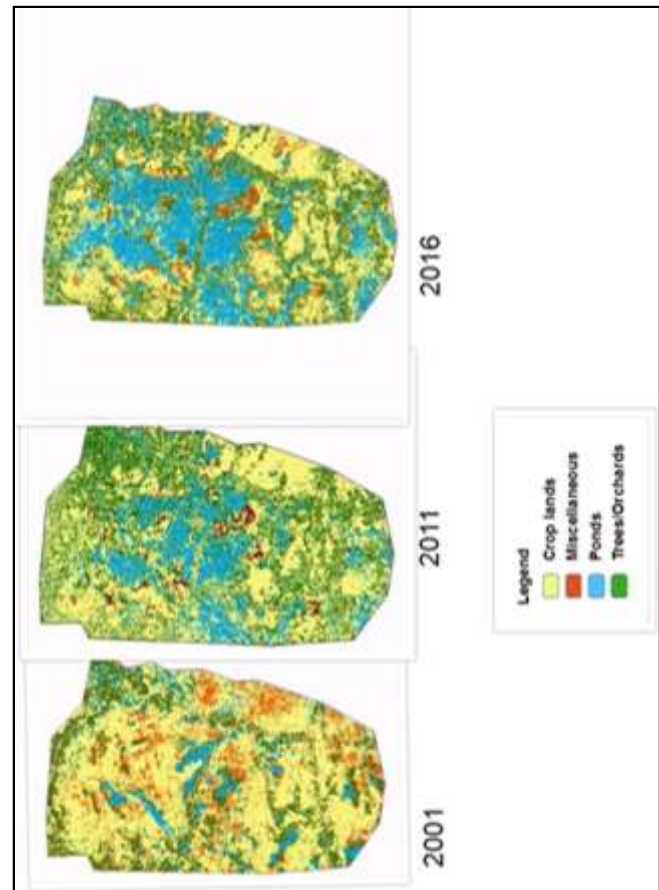 2001
2011
2016
Legend
Crop lands
Miscellaneous
Ponds
Trees/Orchards